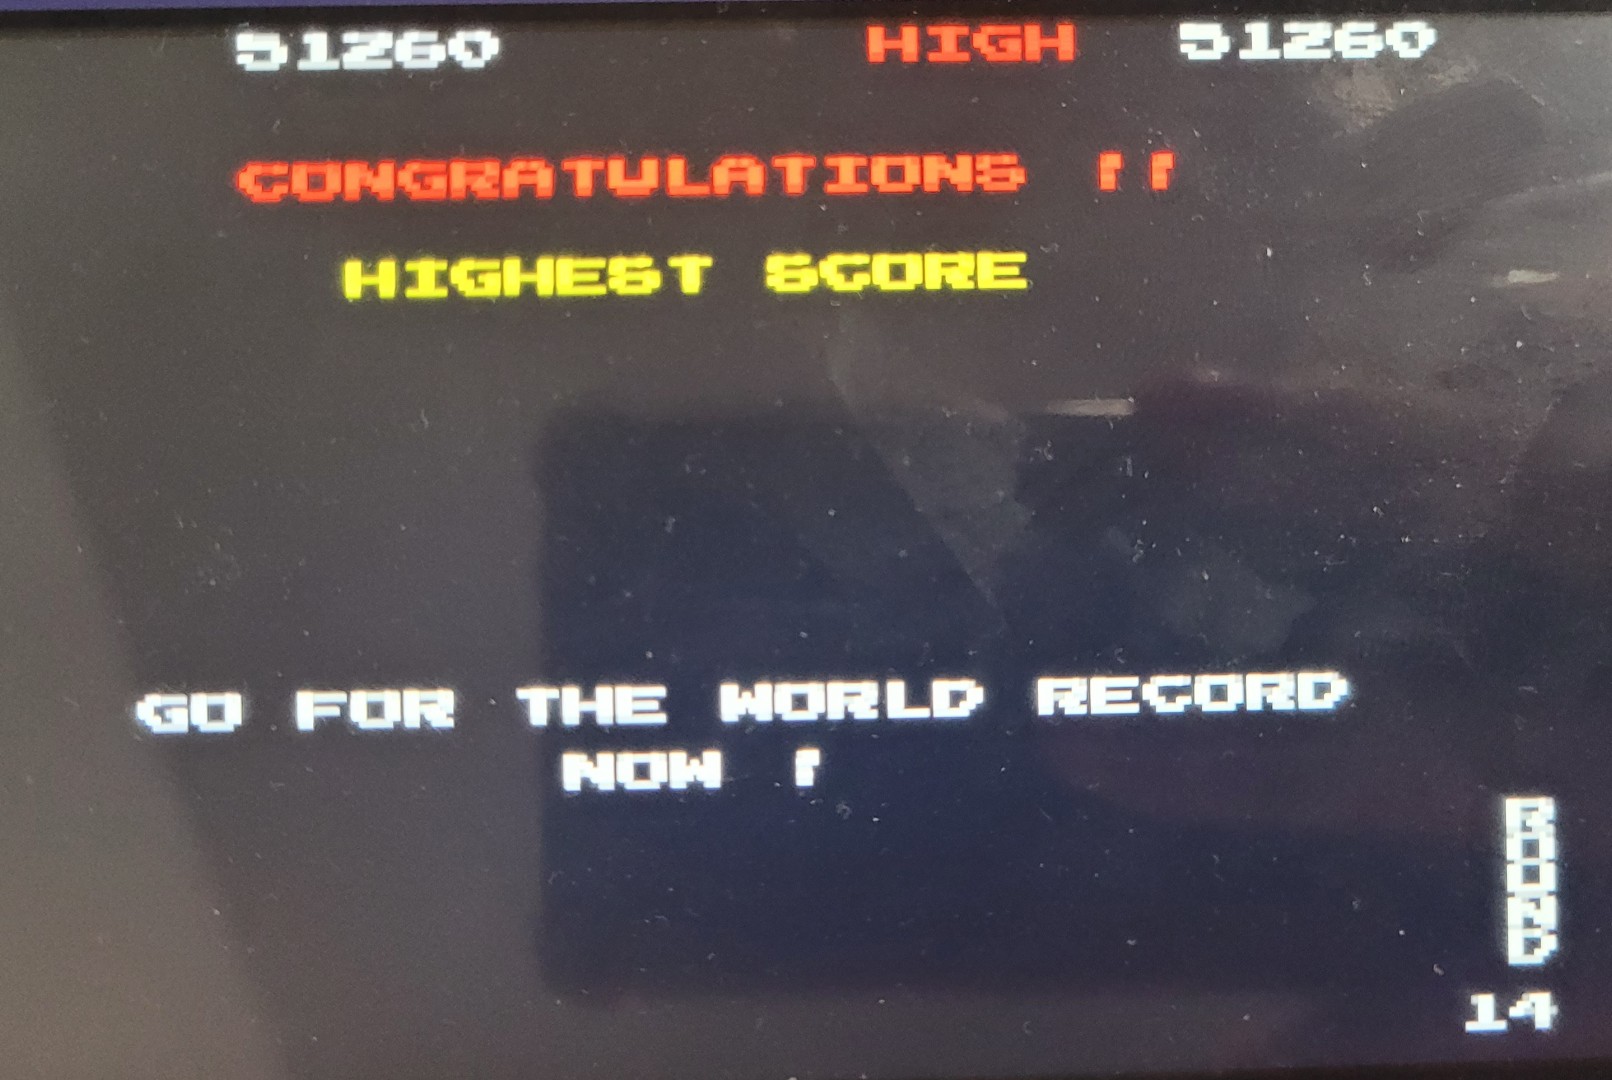 51260 HIGH 51260
CONGRATULATIONS !!
HIGHEST SCORE
GO FOR THE WORLD RECORD
NOW !
ROUND
14